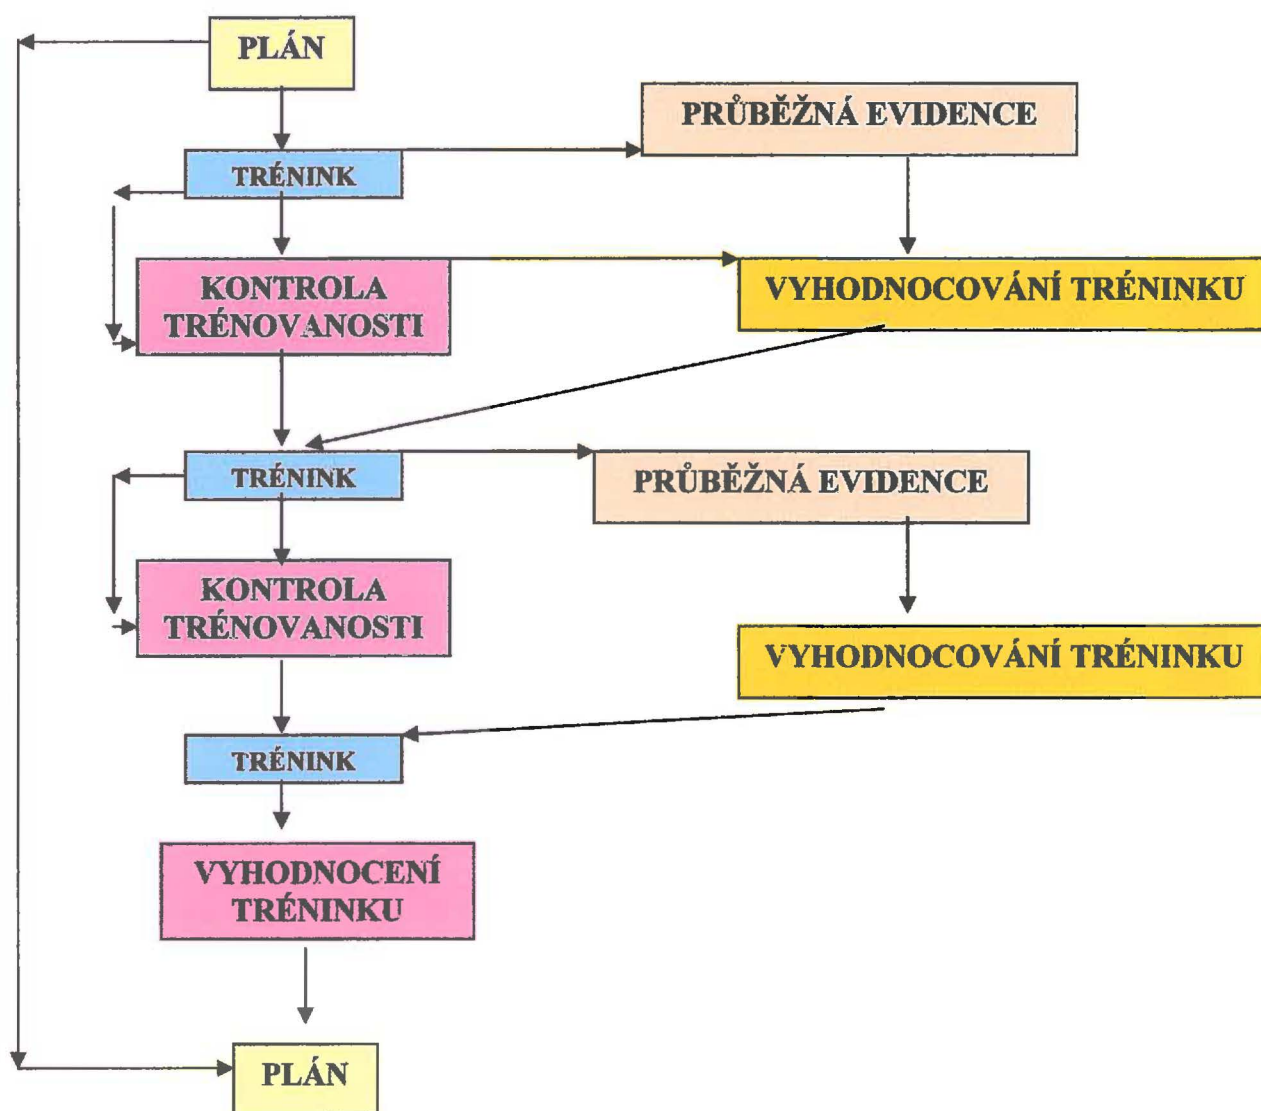 PLÁN
PRŮBĚŽNÁ EVIDENCE
TRÉNINK
KONTROLA
TRÉNOVANOSTI
VYHODNOCOVÁNÍ TRÉNINKU
TRÉNINK
PRŮBĚŽNÁ EVIDENCE
KONTROLA
TRÉNOVANOSTI
VYHODNOCOVÁNÍ TRÉNINKU
TRÉNINK
VYHODNOCENÍ
TRÉNINKU
PLÁN